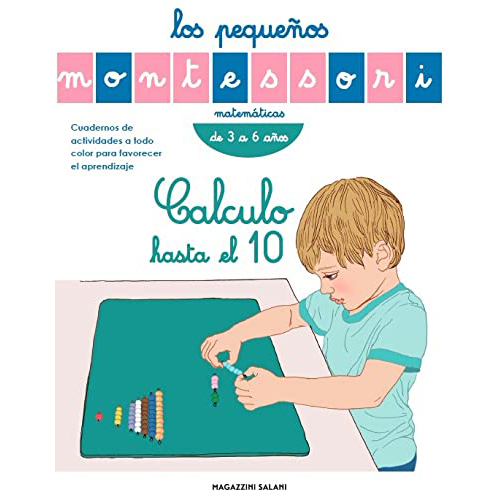 los pequeños
montessori
matemáticas
de 3 a 6 años
Cuadernos de
actividades a todo
color para favorecer
el aprendizaje
Calculo
hasta el 10
MAGAZZINI SALANI